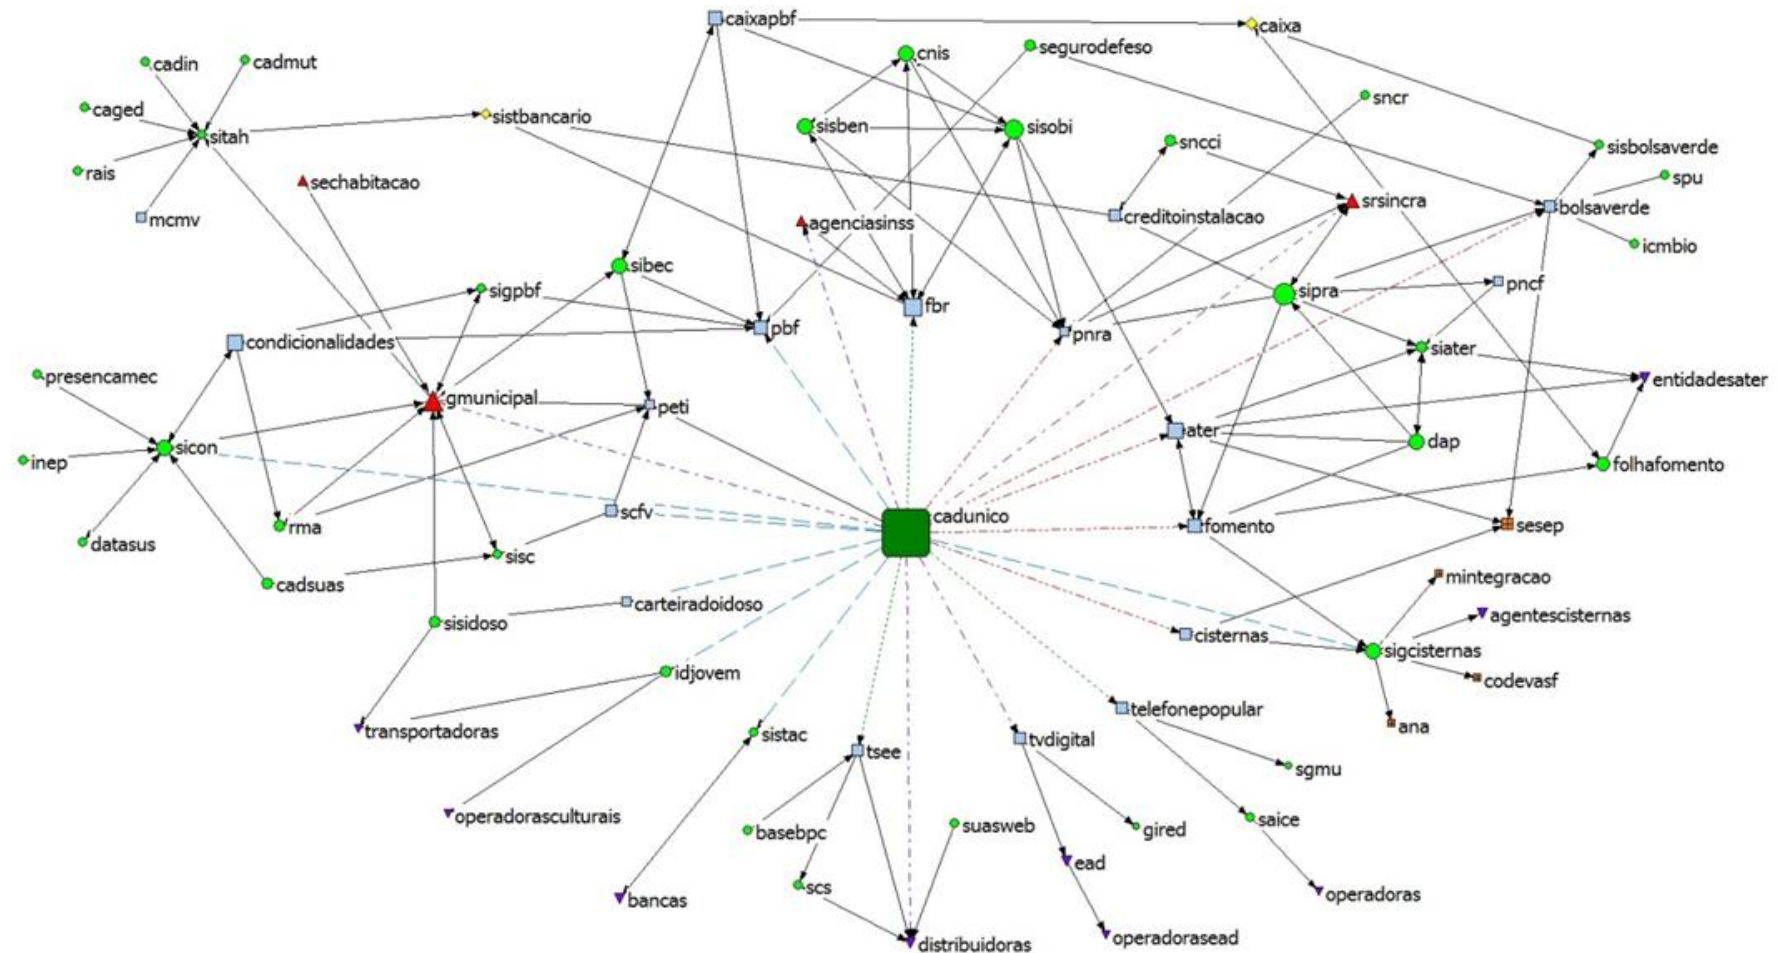 caixapbf
caixa
cadin
cadmut
cnis
segurodefeso
sncr
caged
sitah
sistbancario
sisben
sisobi
sncci
sisbolsaverde
rais
sechabitacao
spu
mcmv
agenciasinss
creditoinstalacao
srsincra
bolsaverde
icmbio
sibec
sigpbf
fbr
sipra
pncf
condicionalidades
pbf
pnra
siater
presencamec
gmunicipal
peti
entidadesater
inep
sicon
ater
dap
folhafomento
datasus
rma
scfv
cadunico
fomento
sesep
sisc
cadsuas
mintegracao
carteiradoidoso
agentescisternas
sisidoso
cisternas
sigcisternas
idjovem
codevasf
transportadoras
sistac
tsee
tvdigital
telefonepopular
ana
sgmu
operadorasculturais
basebpc
suasweb
gired
saice
ead
bancas
scs
operadoras
distribuidoras
operadorasead